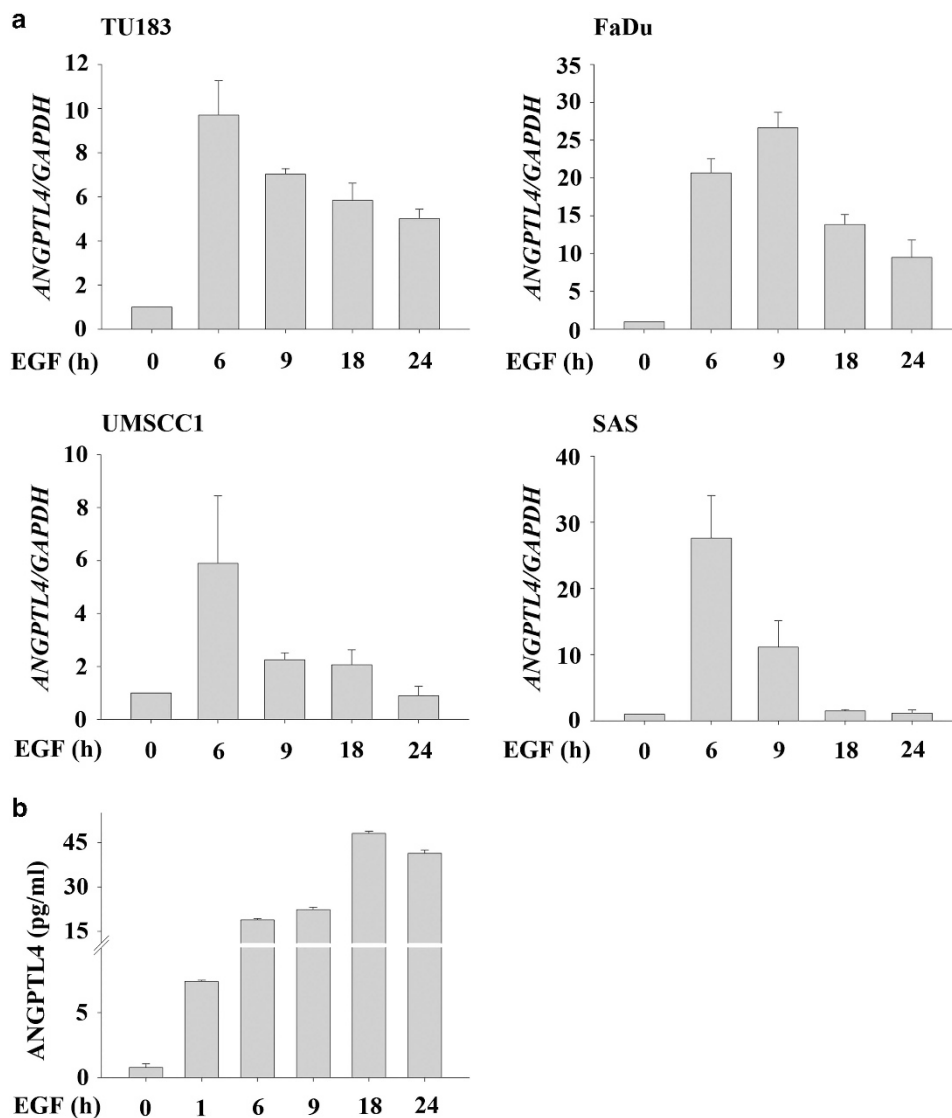 a
TU183
ANGPTL4/GAPDH
12
10
8
6
4
2
0
EGF (h) 0 6 9 18 24
FaDu
ANGPTL4/GAPDH
35
30
25
20
15
10
5
0
EGF (h) 0 6 9 18 24
UMSCC1
ANGPTL4/GAPDH
10
8
6
4
2
0
EGF (h) 0 6 9 18 24
SAS
ANGPTL4/GAPDH
40
30
20
10
0
EGF (h) 0 6 9 18 24
b
ANGPTL4 (pg/ml)
45
30
15
5
0
EGF (h) 0 1 6 9 18 24